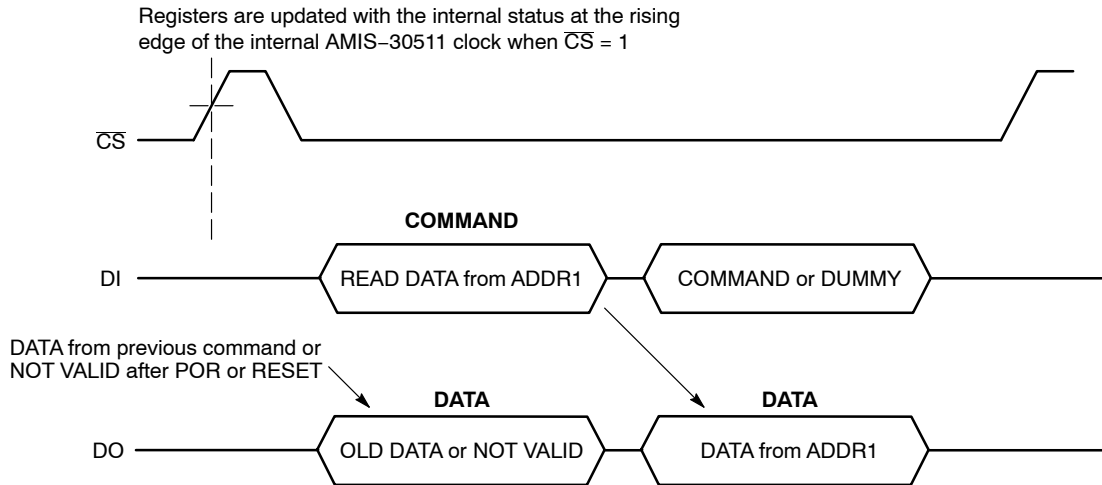 Registers are updated with the internal status at the rising
edge of the internal AMIS−30511 clock when C̅S̅ = 1
C̅S̅
COMMAND
DI
READ DATA from ADDR1
COMMAND or DUMMY
DATA from previous command or
NOT VALID after POR or RESET
DATA
DATA
DO
OLD DATA or NOT VALID
DATA from ADDR1